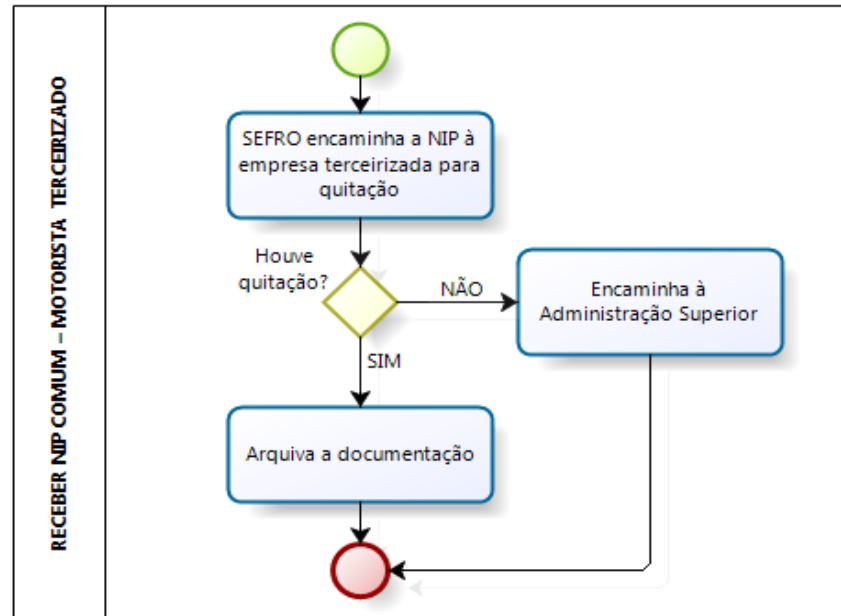 RECEBER NIP COMUM – MOTORISTA TERCEIRIZADO
SEFRO encaminha a NIP à
empresa terceirizada para
quitação
Houve
quitação?
NÃO
Encaminha à
Administração Superior
SIM
Arquiva a documentação